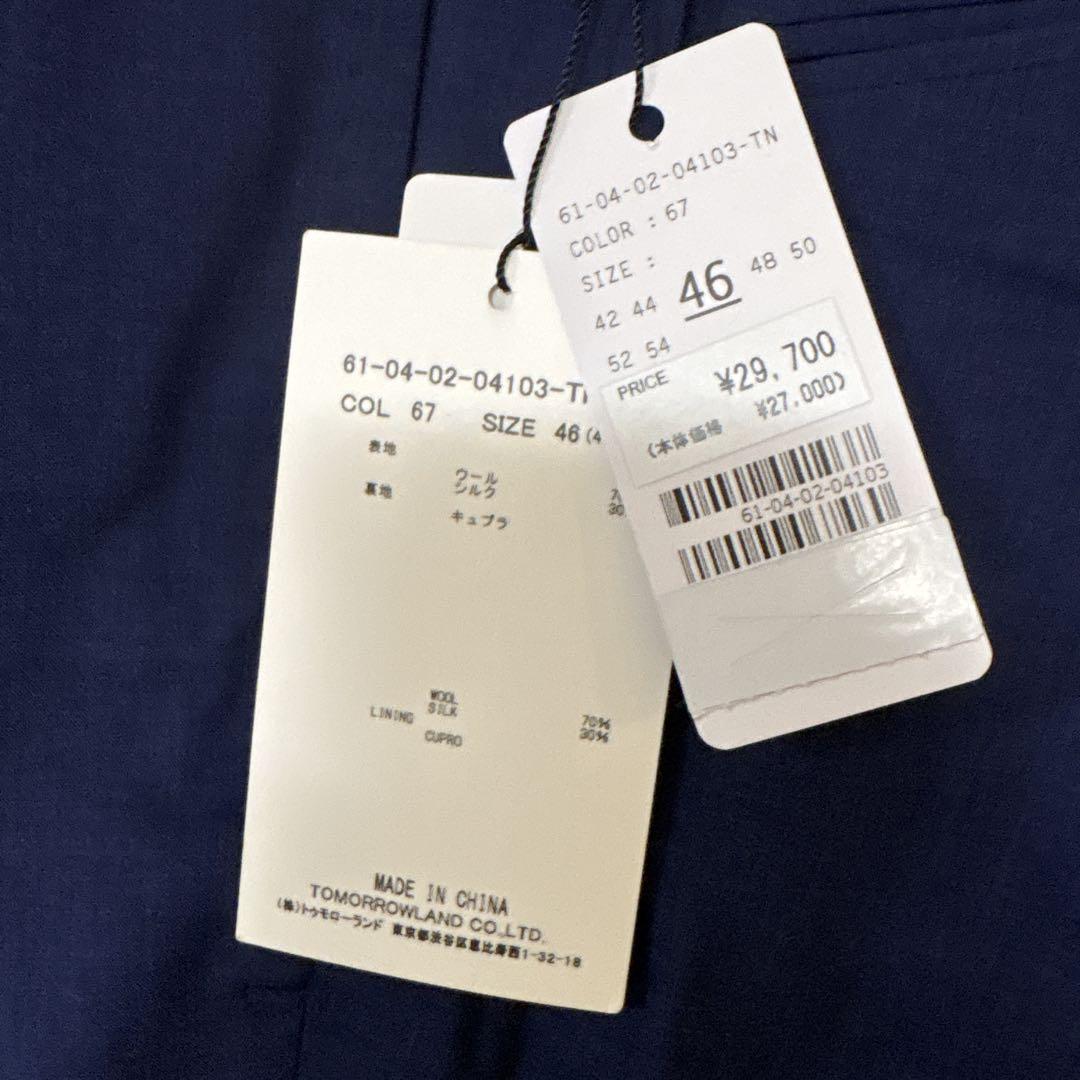 61-04-02-04103-TN
COLOR : 67
SIZE :
42 44 46 48 50
52 54
PRICE ¥29,700
(本体価格 ¥27,000)
61-04-02-04103
61-04-02-04103-T
COL 67 SIZE 46(4
表地
ウール 7
シルク 30
裏地
キュプラ
WOOL 70%
SILK 30%
LINING
CUPRO
MADE IN CHINA
TOMORROWLAND CO.,LTD.
(株)トゥモローランド 東京都渋谷区恵比寿西1-32-18